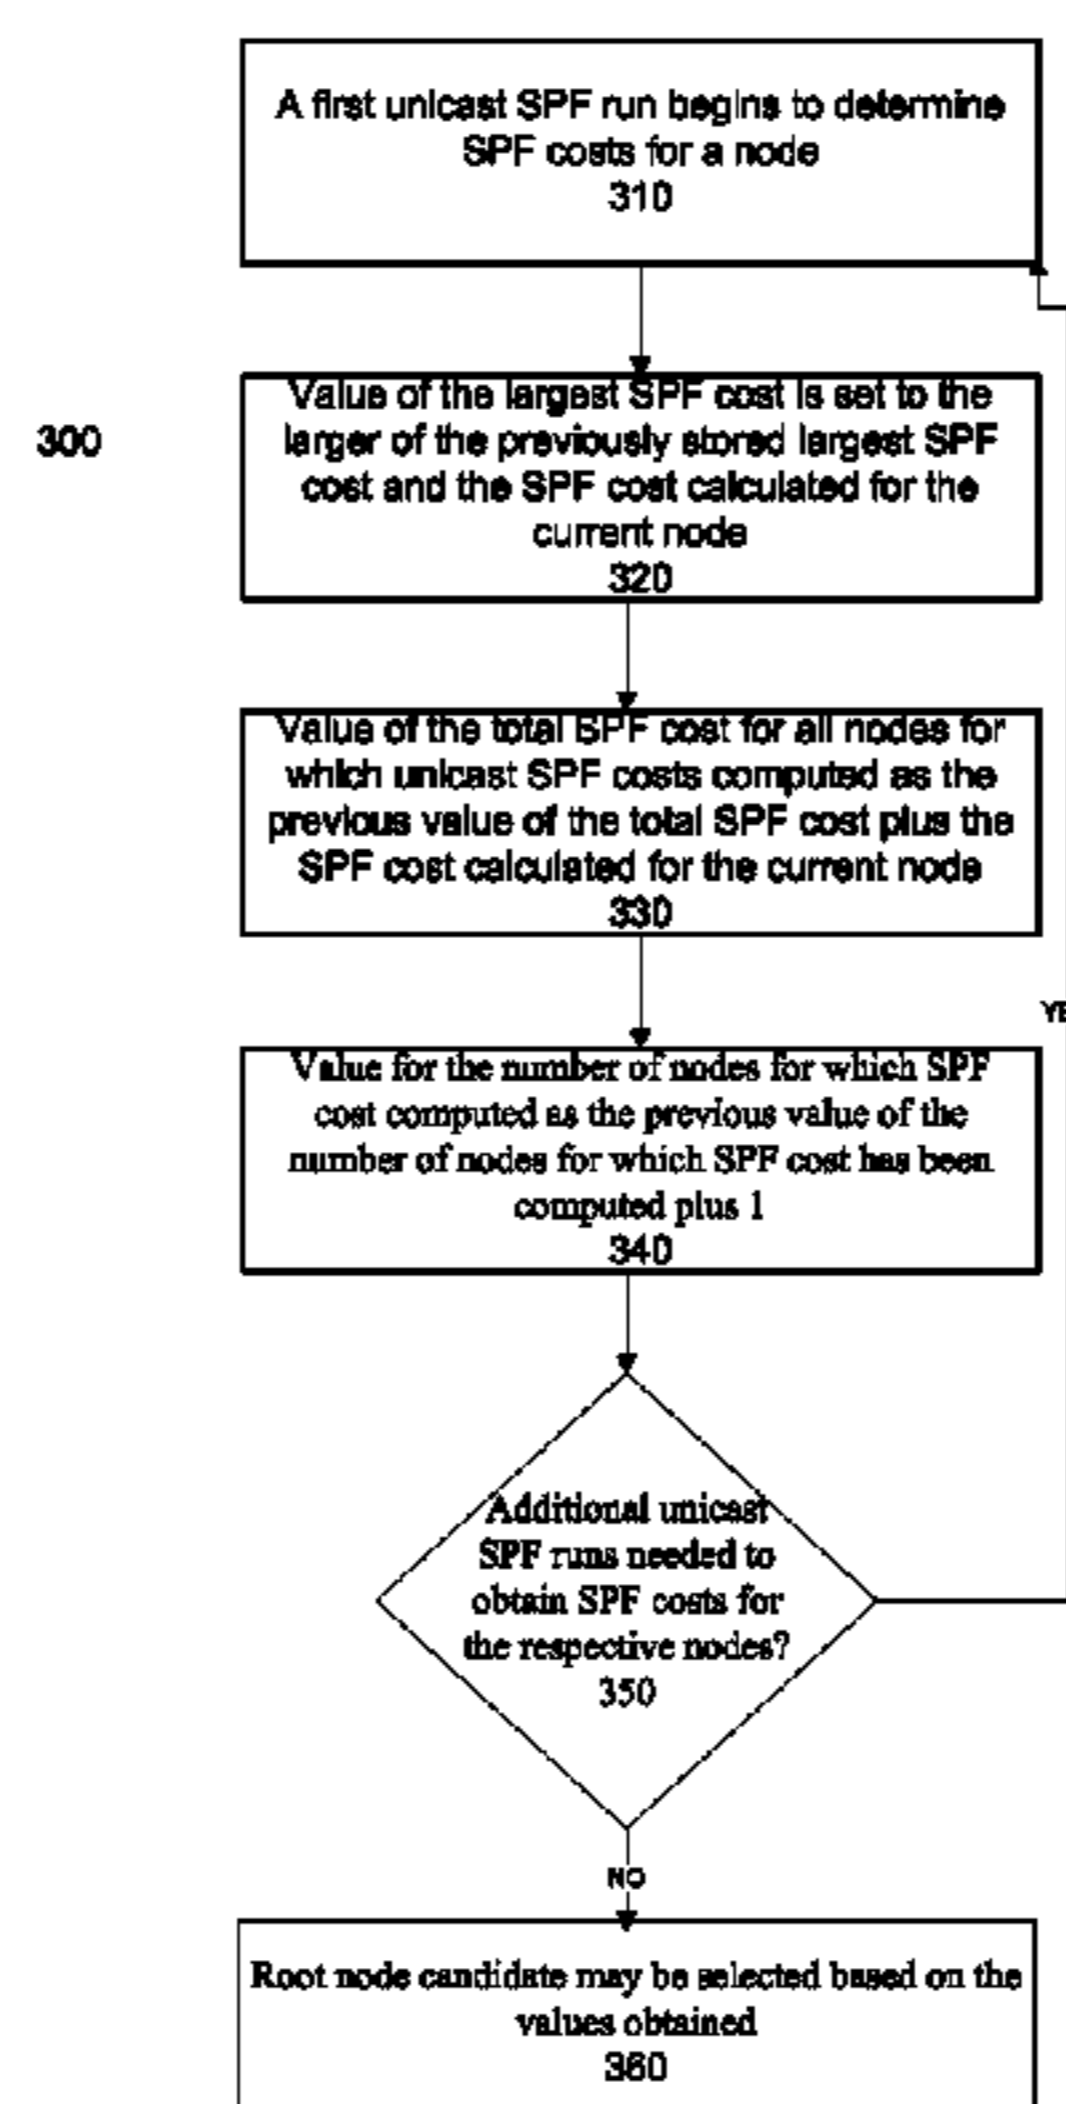 A first unicast SPF run begins to determine
SPF costs for a node
310
300
Value of the largest SPF cost is set to the
larger of the previously stored largest SPF
cost and the SPF cost calculated for the
current node
320
Value of the total SPF cost for all nodes for
which unicast SPF costs computed as the
previous value of the total SPF cost plus the
SPF cost calculated for the current node
330
Value for the number of nodes for which SPF
cost computed as the previous value of the
number of nodes for which SPF cost has been
computed plus 1
340
Additional unicast
SPF runs needed to
obtain SPF costs for
the respective nodes?
350
NO
Root node candidate may be selected based on the
values obtained
360